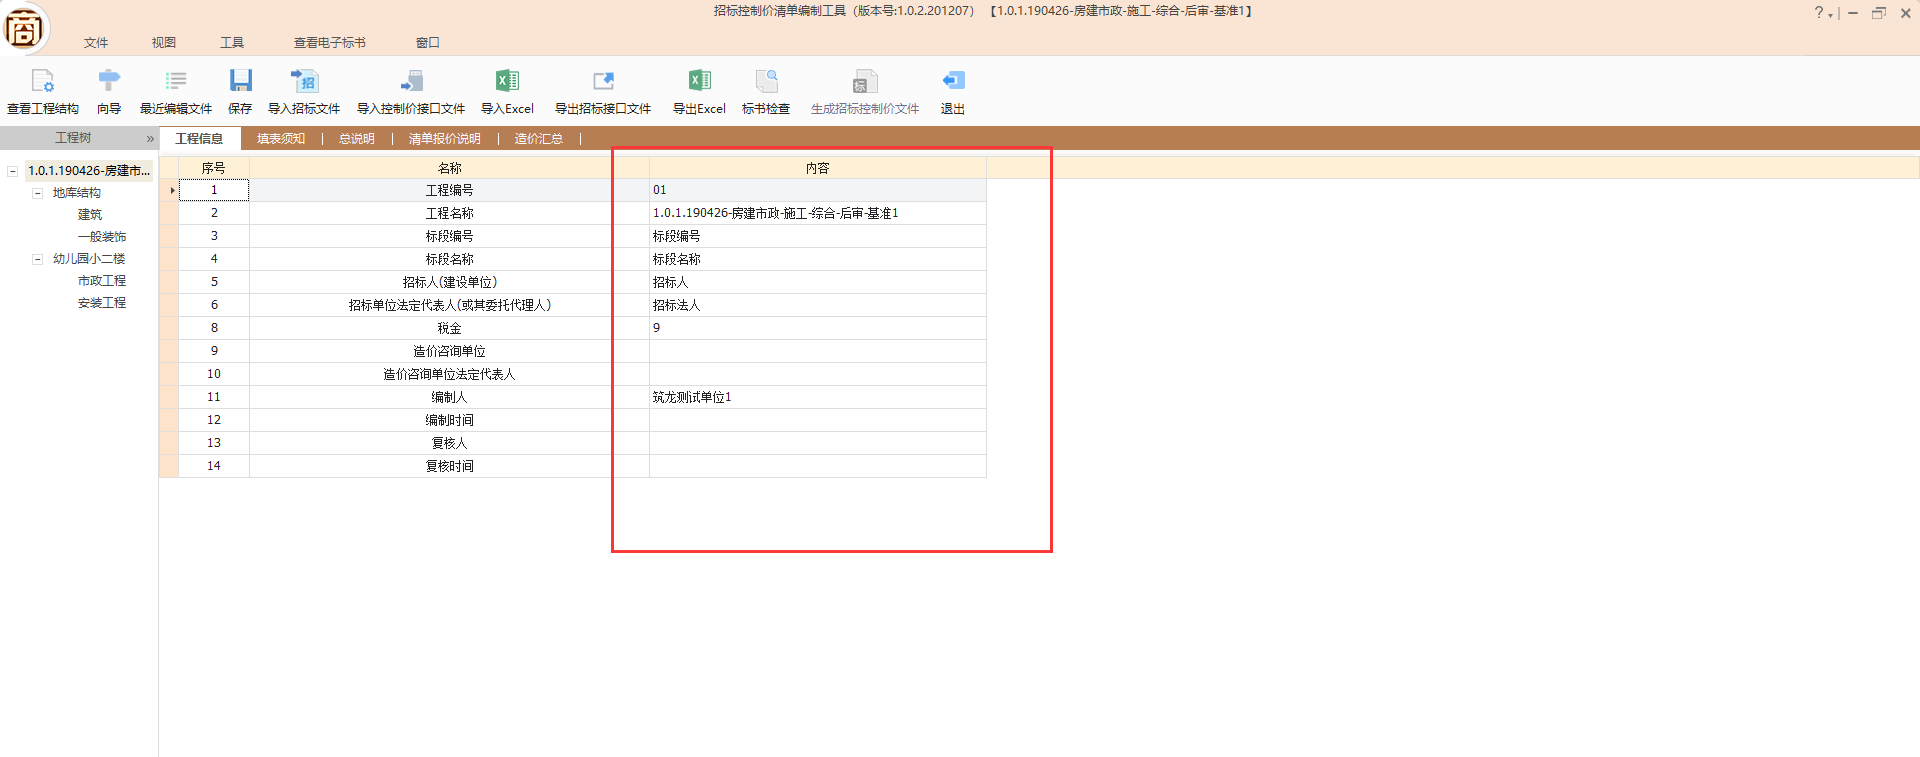 招标控制价清单编制工具（版本号:1.0.2.201207） 【1.0.1.190426-房建市政-施工-综合-后审-基准1】
商
文件 视图 工具 查看电子标书 窗口
招 标
查看工程结构 向导 最近编辑文件 保存 导入招标文件 导入控制价接口文件 导入Excel 导出招标接口文件 导出Excel 标书检查 生成招标控制价文件 退出
工程树 » 工程信息 填表须知 | 总说明 | 清单报价说明 | 造价汇总 |
1.0.1.190426-房建市...
地库结构
建筑
一般装饰
幼儿园小二楼
市政工程
安装工程
序号 名称 内容
1 工程编号 01
2 工程名称 1.0.1.190426-房建市政-施工-综合-后审-基准1
3 标段编号 标段编号
4 标段名称 标段名称
5 招标人(建设单位) 招标人
6 招标单位法定代表人(或其委托代理人) 招标法人
8 税金 9
9 造价咨询单位
10 造价咨询单位法定代表人
11 编制人 筑龙测试单位1
12 编制时间
13 复核人
14 复核时间